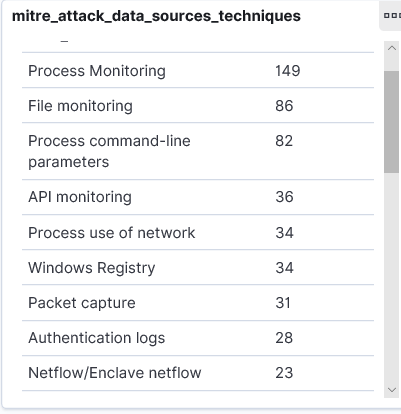 mitre_attack_data_sources_techniques
Process Monitoring 149
File monitoring 86
Process command-line 82
parameters
API monitoring 36
Process use of network 34
Windows Registry 34
Packet capture 31
Authentication logs 28
Netflow/Enclave netflow 23